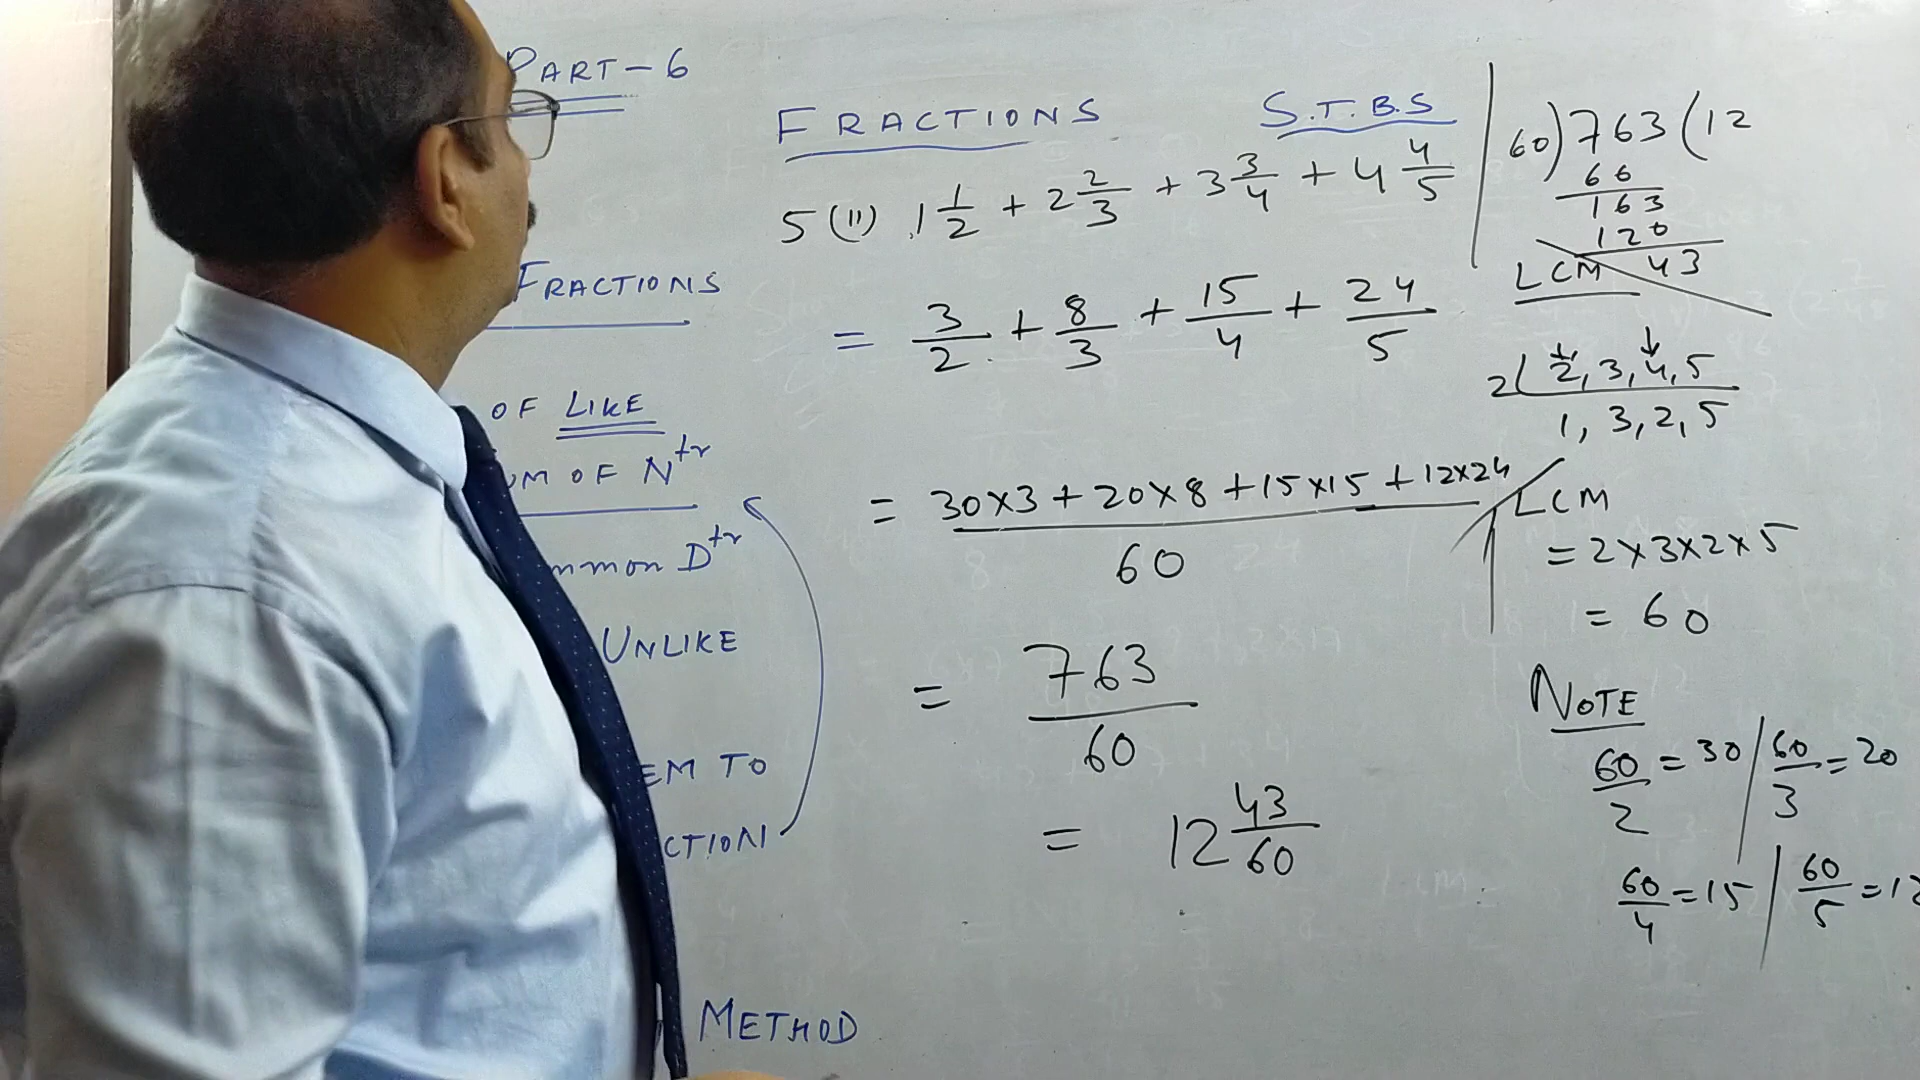 PART-6
FRACTIONS
OF LIKE
OF Nᵗʳ
Dᵗʳ
UNLIKE
TO
METHOD
FRACTIONS S.T.B.S
5 (ii) 1 1/2 + 2 2/3 + 3 3/4 + 4 4/5
= 3/2 + 8/3 + 15/4 + 24/5
= 30×3 + 20×8 + 15×15 + 12×24 / 60
= 763/60
= 12 43/60
60)763(12
60
163
120
43
LCM
2(2, 3, 4, 5
1, 3, 2, 5
LCM
= 2×3×2×5
= 60
NOTE
60/2 = 30 / 60/3 = 20
60/4 = 15 / 60/5 = 12